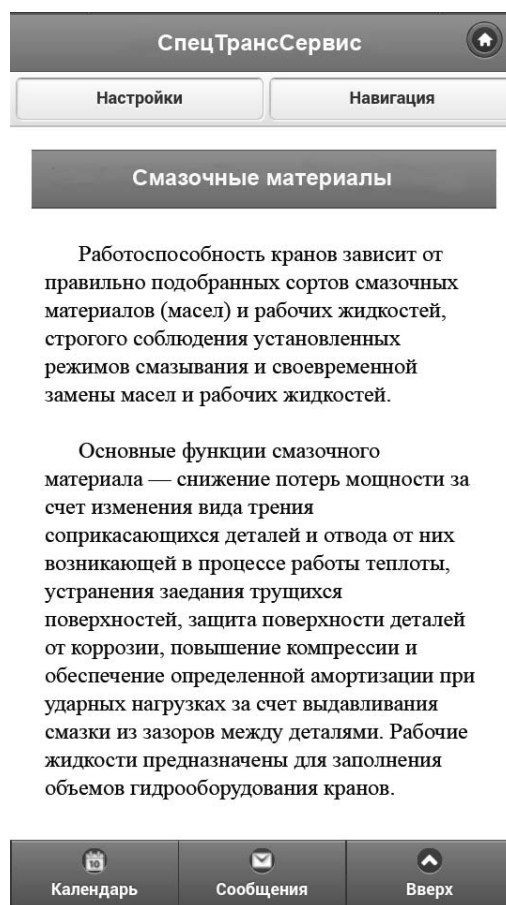 СпецТрансСервис
Настройки
Навигация
Смазочные материалы
Работоспособность кранов зависит от
правильно подобранных сортов смазочных
материалов (масел) и рабочих жидкостей,
строгого соблюдения установленных
режимов смазывания и своевременной
замены масел и рабочих жидкостей.
Основные функции смазочного
материала — снижение потерь мощности за
счет изменения вида трения
соприкасающихся деталей и отвода от них
возникающей в процессе работы теплоты,
устранения заедания трущихся
поверхностей, защита поверхности деталей
от коррозии, повышение компрессии и
обеспечение определенной амортизации при
ударных нагрузках за счет выдавливания
смазки из зазоров между деталями. Рабочие
жидкости предназначены для заполнения
объемов гидрооборудования кранов.
10
Календарь
Сообщения
Вверх